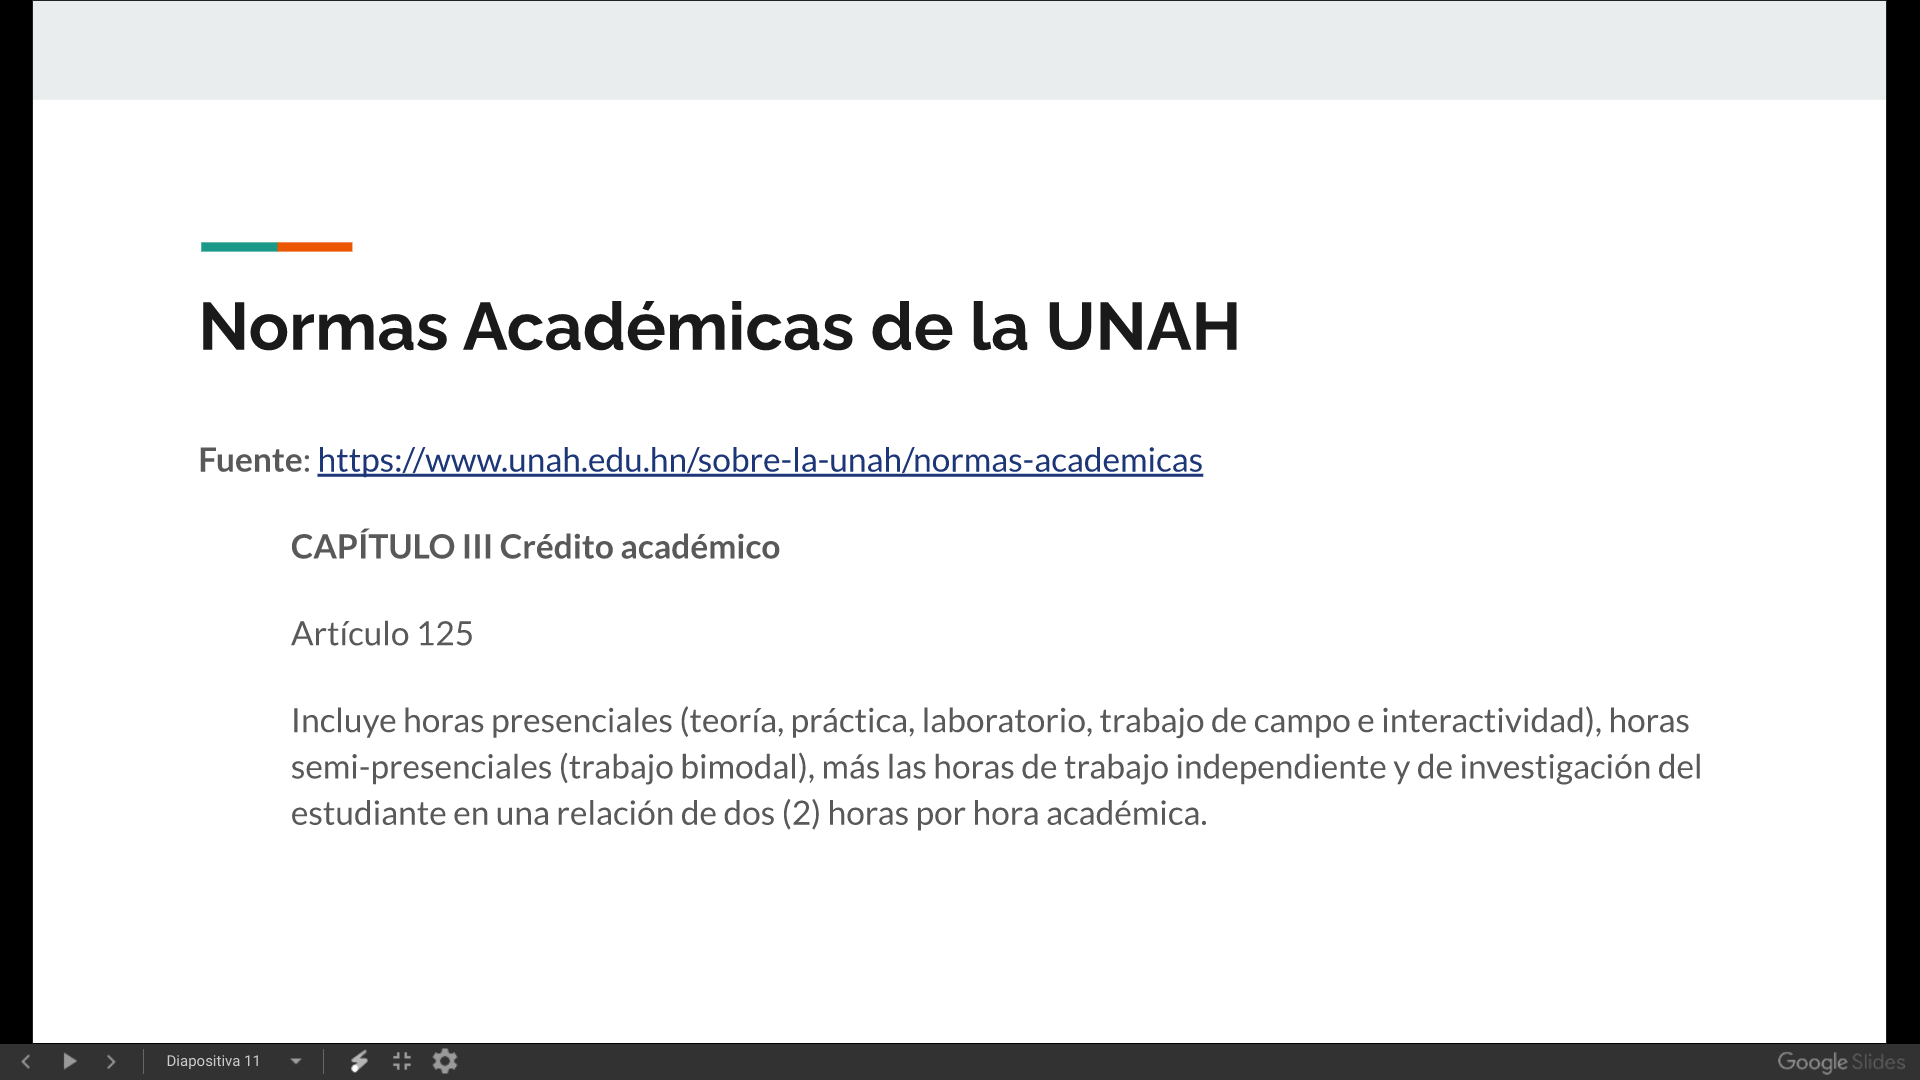 Normas Académicas de la UNAH
Fuente: https://www.unah.edu.hn/sobre-la-unah/normas-academicas
CAPÍTULO III Crédito académico
Artículo 125
Incluye horas presenciales (teoría, práctica, laboratorio, trabajo de campo e interactividad), horas
semi-presenciales (trabajo bimodal), más las horas de trabajo independiente y de investigación del
estudiante en una relación de dos (2) horas por hora académica.
Diapositiva 11
Google Slides